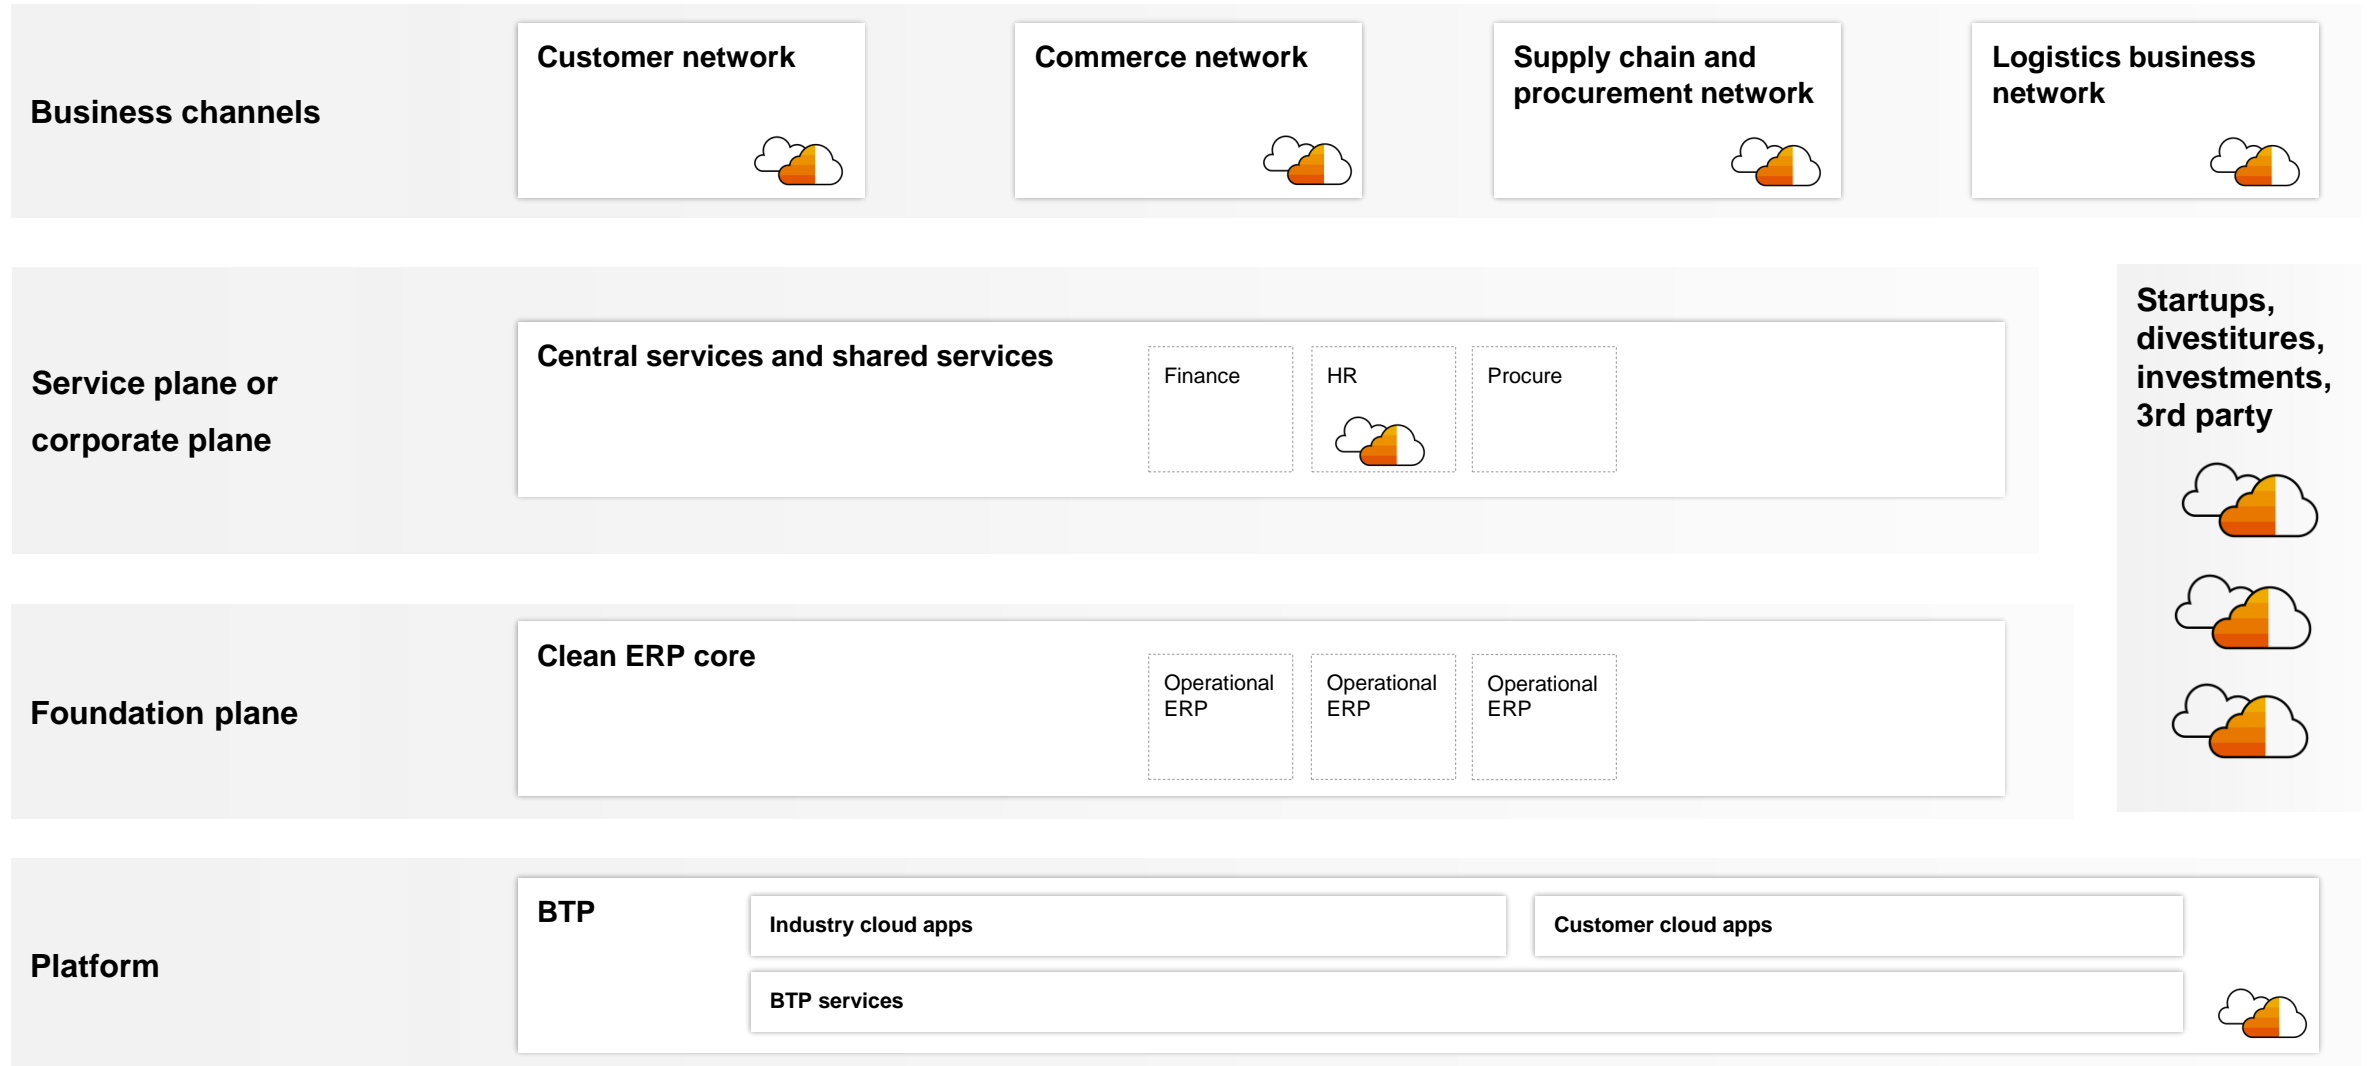 Business channels
Customer network
Commerce network
Supply chain and
procurement network
Logistics business
network
Service plane or
corporate plane
Central services and shared services
Finance
HR
Procure
Startups,
divestitures,
investments,
3rd party
Foundation plane
Clean ERP core
Operational
ERP
Operational
ERP
Operational
ERP
Platform
BTP
Industry cloud apps
Customer cloud apps
BTP services